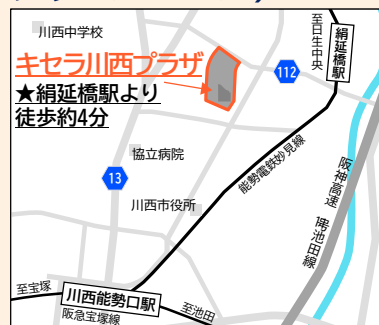 川西中学校
キセラ川西プラザ
★絹延橋駅より
徒歩約4分
112
至日生中央
絹延橋駅
協立病院
13
川西市役所
能勢電鉄妙見線
阪神高速
池田線
至宝塚
川西能勢口駅
阪急宝塚線
至池田